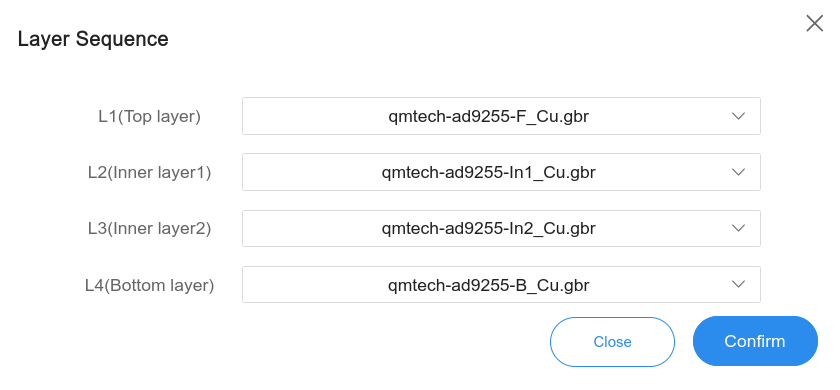 Layer Sequence
L1(Top layer) qmtech-ad9255-F_Cu.gbr
L2(Inner layer1) qmtech-ad9255-In1_Cu.gbr
L3(Inner layer2) qmtech-ad9255-In2_Cu.gbr
L4(Bottom layer) qmtech-ad9255-B_Cu.gbr
Close Confirm